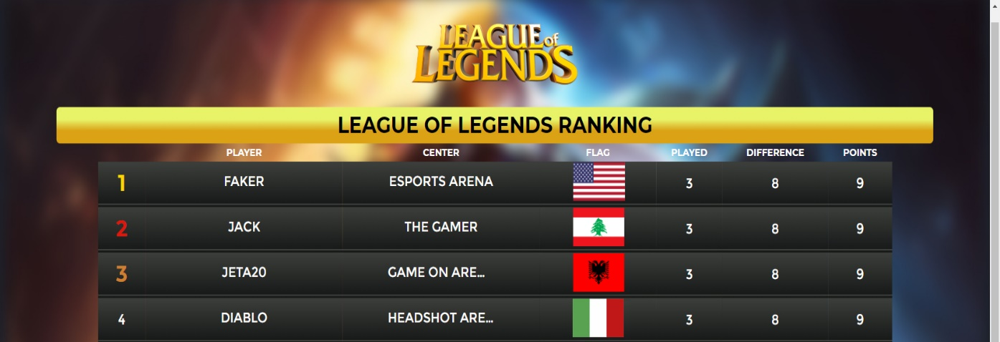 LEAGUE of
LEGENDS
LEAGUE OF LEGENDS RANKING
PLAYER CENTER FLAG PLAYED DIFFERENCE POINTS
1 FAKER ESPORTS ARENA 3 8 9
2 JACK THE GAMER 3 8 9
3 JETA20 GAME ON ARE... 3 8 9
4 DIABLO HEADSHOT ARE... 3 8 9